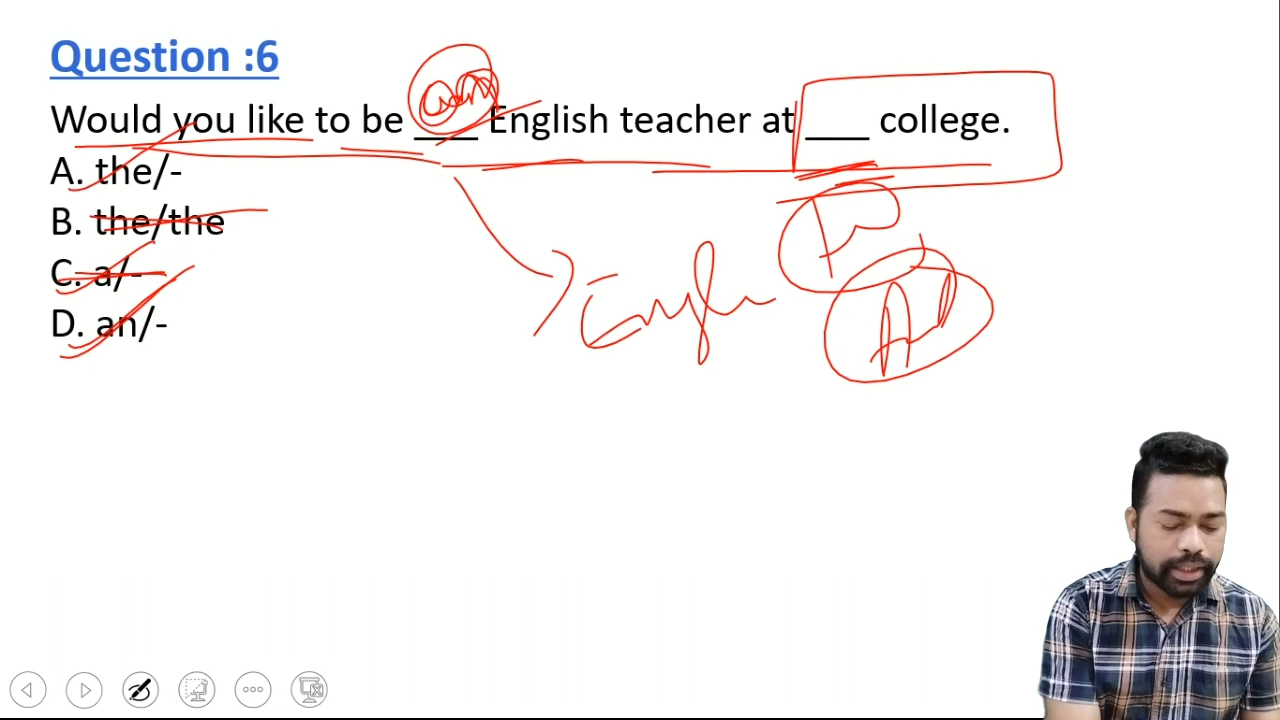 Question :6
Would you like to be ___ English teacher at ___ college.
A. the/-
B. the/the
C. a/-
D. an/-